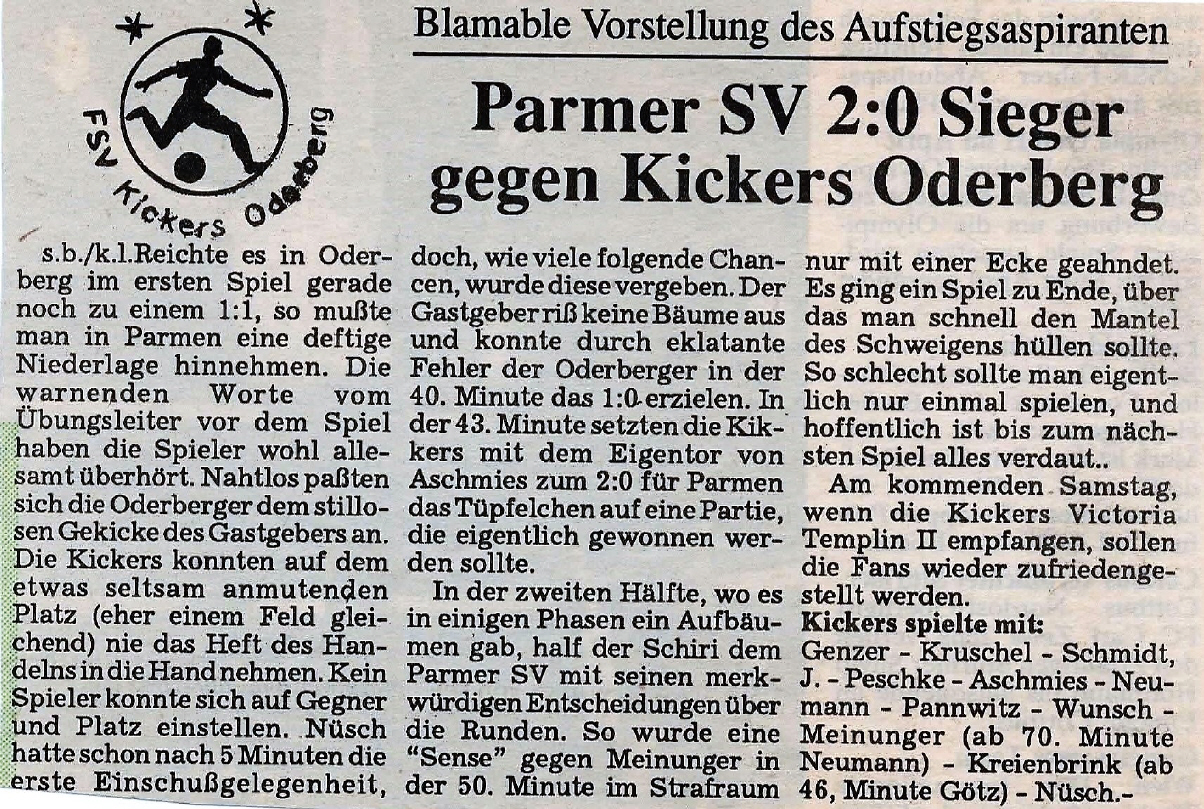 FSV Kickers Oderberg
Blamable Vorstellung des Aufstiegsaspiranten
Parmer SV 2:0 Sieger
gegen Kickers Oderberg
s.b./k.l.Reichte es in Oder-
berg im ersten Spiel gerade
noch zu einem 1:1, so mußte
man in Parmen eine deftige
Niederlage hinnehmen. Die
warnenden Worte vom
Übungsleiter vor dem Spiel
haben die Spieler wohl alle-
samt überhört. Nahtlos paßten
sich die Oderberger dem stillo-
sen Gekicke des Gastgebers an.
Die Kickers konnten auf dem
etwas seltsam anmutenden
Platz (eher einem Feld glei-
chend) nie das Heft des Han-
delns in die Hand nehmen. Kein
Spieler konnte sich auf Gegner
und Platz einstellen. Nüsch
hatte schon nach 5 Minuten die
erste Einschußgelegenheit,
doch, wie viele folgende Chan-
cen, wurde diese vergeben. Der
Gastgeber riß keine Bäume aus
und konnte durch eklatante
Fehler der Oderberger in der
40. Minute das 1:0 erzielen. In
der 43. Minute setzten die Kik-
kers mit dem Eigentor von
Aschmies zum 2:0 für Parmen
das Tüpfelchen auf eine Partie,
die eigentlich gewonnen wer-
den sollte.
In der zweiten Hälfte, wo es
in einigen Phasen ein Aufbäu-
men gab, half der Schiri dem
Parmer SV mit seinen merk-
würdigen Entscheidungen über
die Runden. So wurde eine
"Sense" gegen Meinunger in
der 50. Minute im Strafraum
nur mit einer Ecke geahndet.
Es ging ein Spiel zu Ende, über
das man schnell den Mantel
des Schweigens hüllen sollte.
So schlecht sollte man eigent-
lich nur einmal spielen, und
hoffentlich ist bis zum näch-
sten Spiel alles verdaut..
Am kommenden Samstag,
wenn die Kickers Victoria
Templin II empfangen, sollen
die Fans wieder zufriedenge-
stellt werden.
Kickers spielte mit:
Genzer - Kruschel - Schmidt,
J. - Peschke - Aschmies - Neu-
mann - Pannwitz - Wunsch -
Meinunger (ab 70. Minute
Neumann) - Kreienbrink (ab
46, Minute Götz) - Nüsch.-